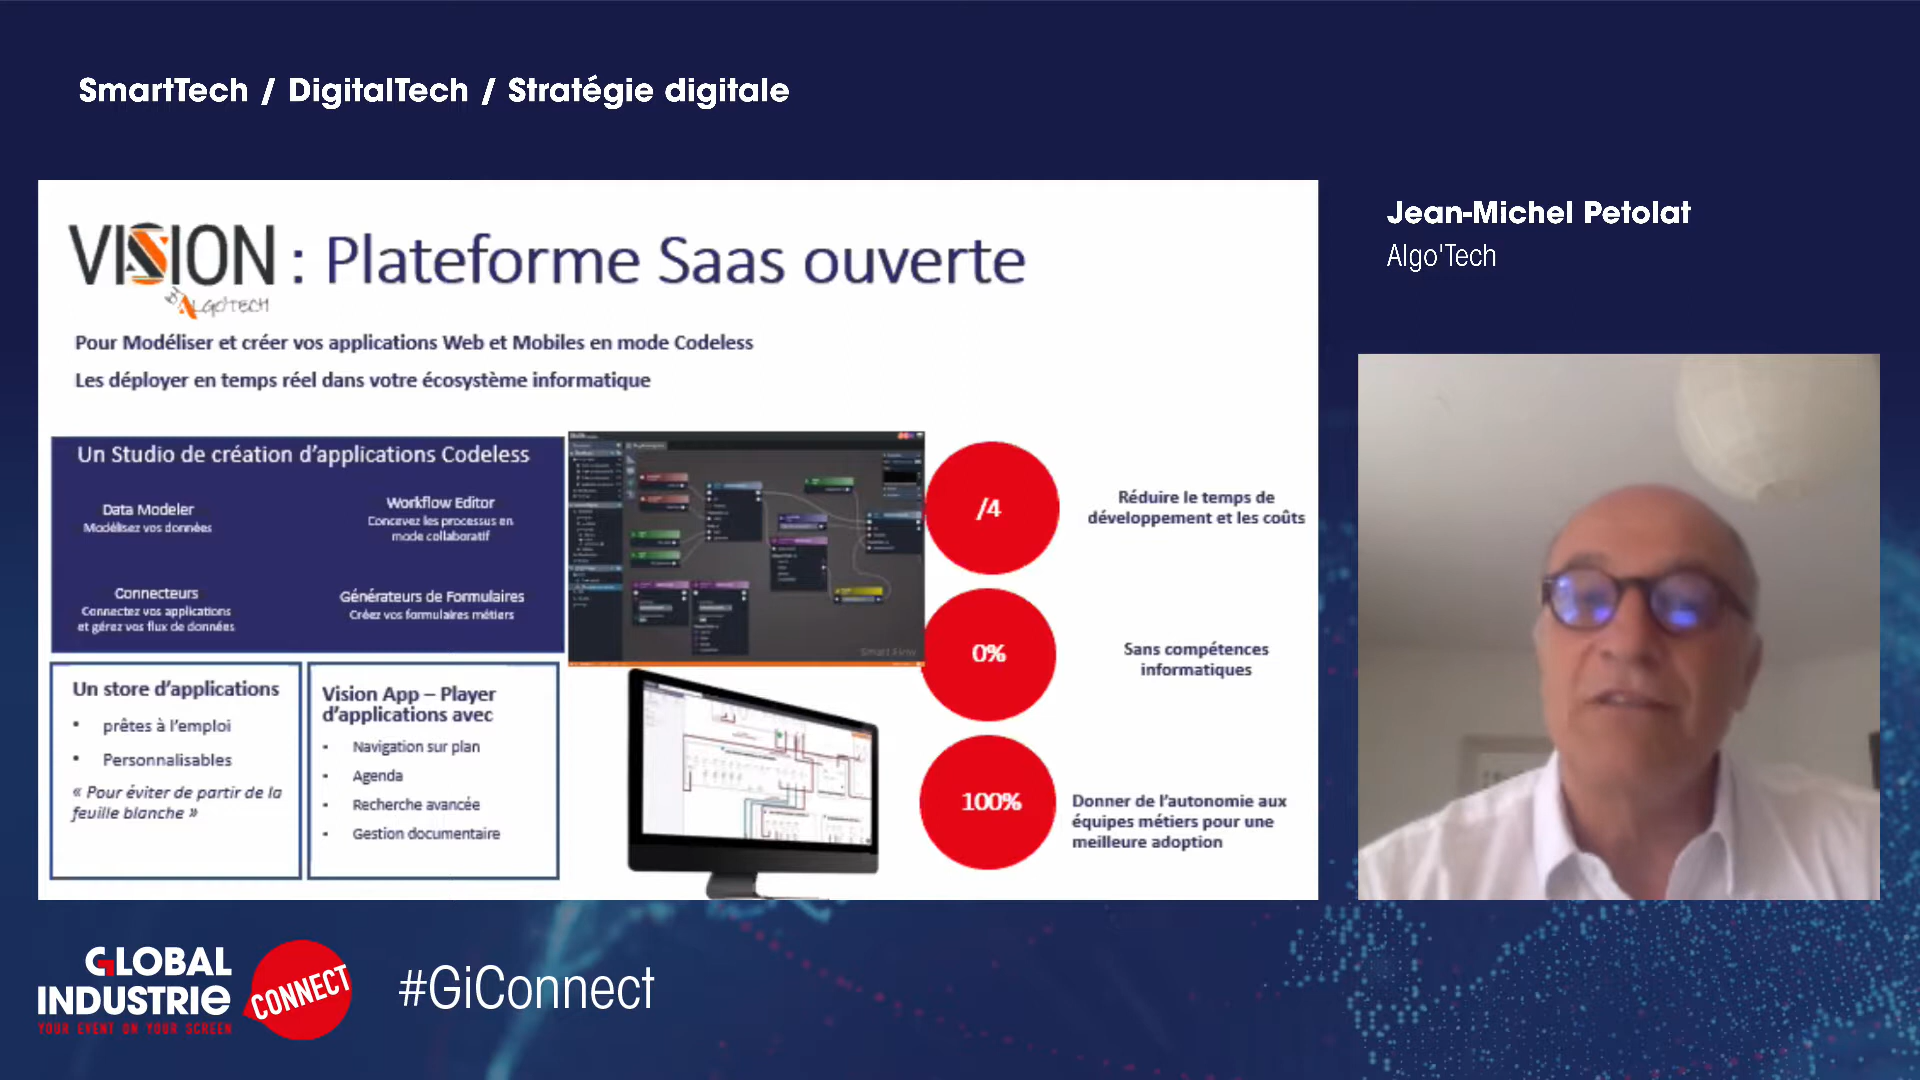 SmartTech / DigitalTech / Stratégie digitale
VISION : Plateforme Saas ouverte
BY ALGO'TECH
Pour Modéliser et créer vos applications Web et Mobiles en mode Codeless
Les déployer en temps réel dans votre écosystème informatique
Un Studio de création d'applications Codeless
Data Modeler
Modélisez vos données
Workflow Editor
Concevez les processus en
mode collaboratif
Connecteurs
Connectez vos applications
et gérez vos flux de données
Générateurs de Formulaires
Créez vos formulaires métiers
Un store d'applications
• prêtes à l'emploi
• Personnalisables
« Pour éviter de partir de la
feuille blanche »
Vision App – Player
d'applications avec
• Navigation sur plan
• Agenda
• Recherche avancée
• Gestion documentaire
/4
Réduire le temps de
développement et les coûts
0%
Sans compétences
informatiques
100%
Donner de l'autonomie aux
équipes métiers pour une
meilleure adoption
Jean-Michel Petolat
Algo'Tech
GLOBAL
INDUSTRIE
YOUR EVENT ON YOUR SCREEN
CONNECT
#GiConnect